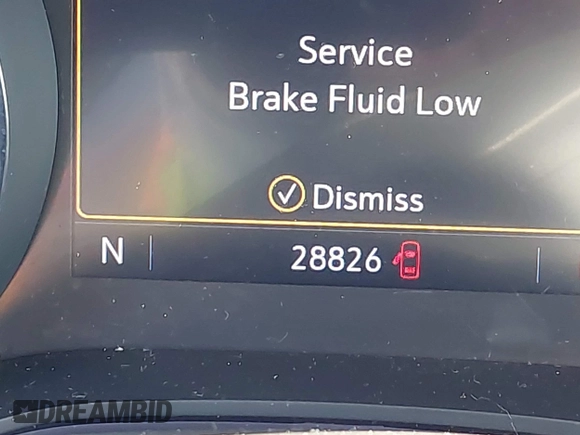 Service
Brake Fluid Low
Dismiss
N
28826
DREAMBID